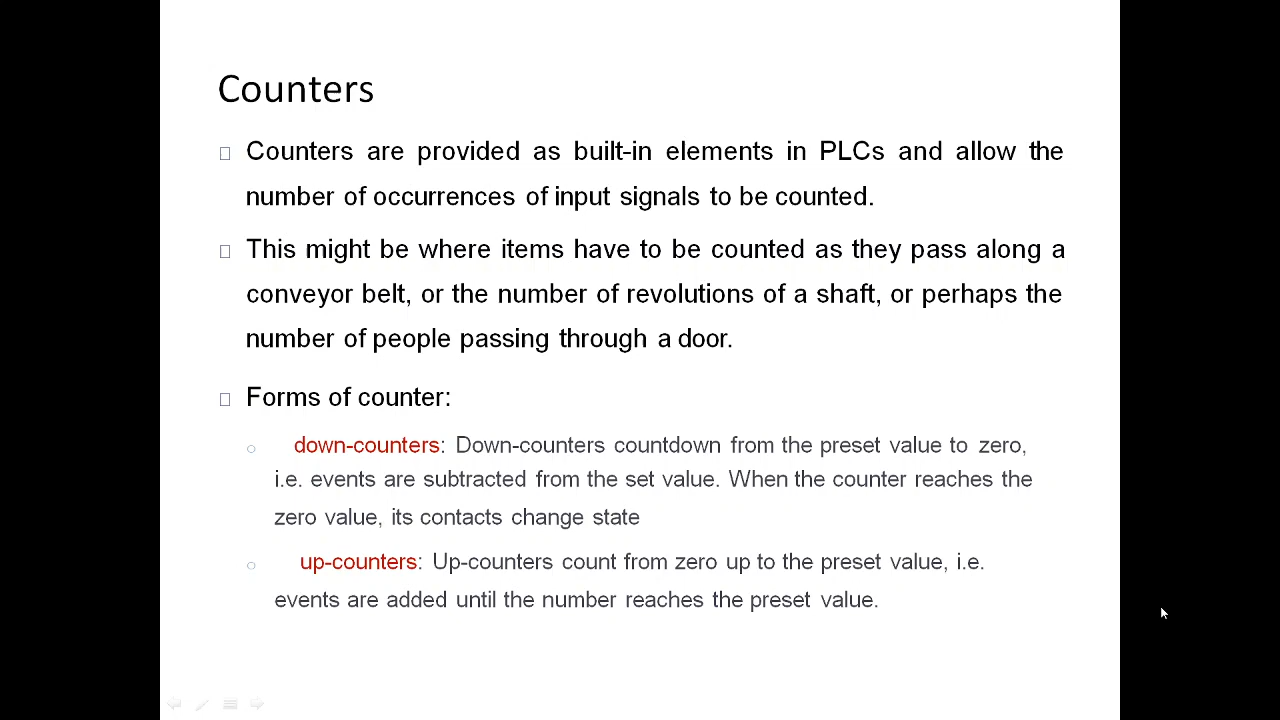 Counters
Counters are provided as built-in elements in PLCs and allow the
number of occurrences of input signals to be counted.
This might be where items have to be counted as they pass along a
conveyor belt, or the number of revolutions of a shaft, or perhaps the
number of people passing through a door.
Forms of counter:
down-counters: Down-counters countdown from the preset value to zero,
i.e. events are subtracted from the set value. When the counter reaches the
zero value, its contacts change state
up-counters: Up-counters count from zero up to the preset value, i.e.
events are added until the number reaches the preset value.